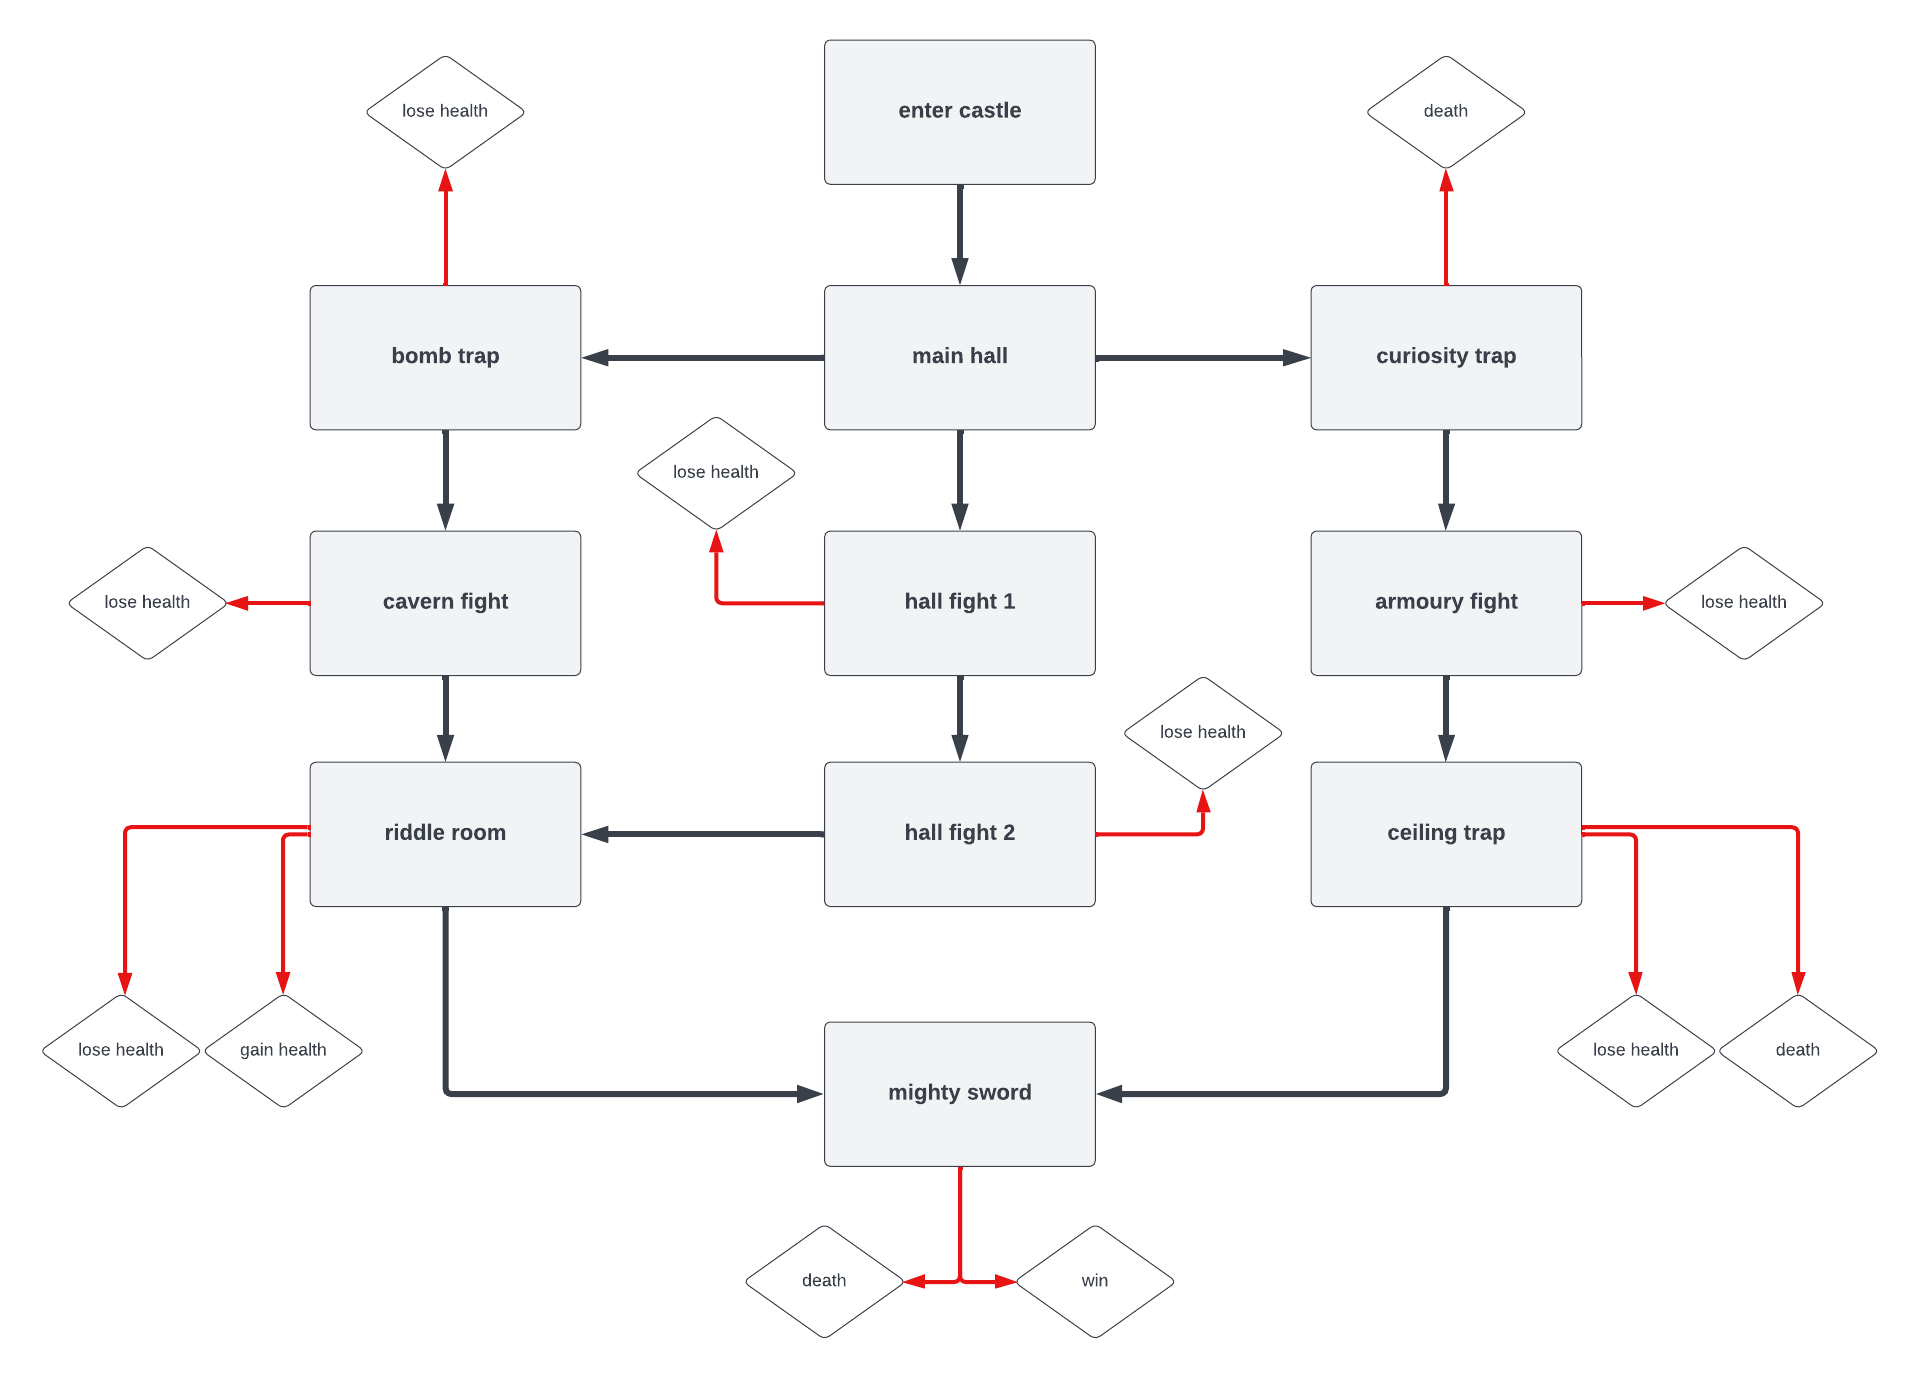 enter castle
lose health
death
bomb trap
main hall
curiosity trap
lose health
cavern fight
hall fight 1
armoury fight
lose health
lose health
lose health
riddle room
hall fight 2
ceiling trap
lose health
gain health
lose health
death
mighty sword
death
win